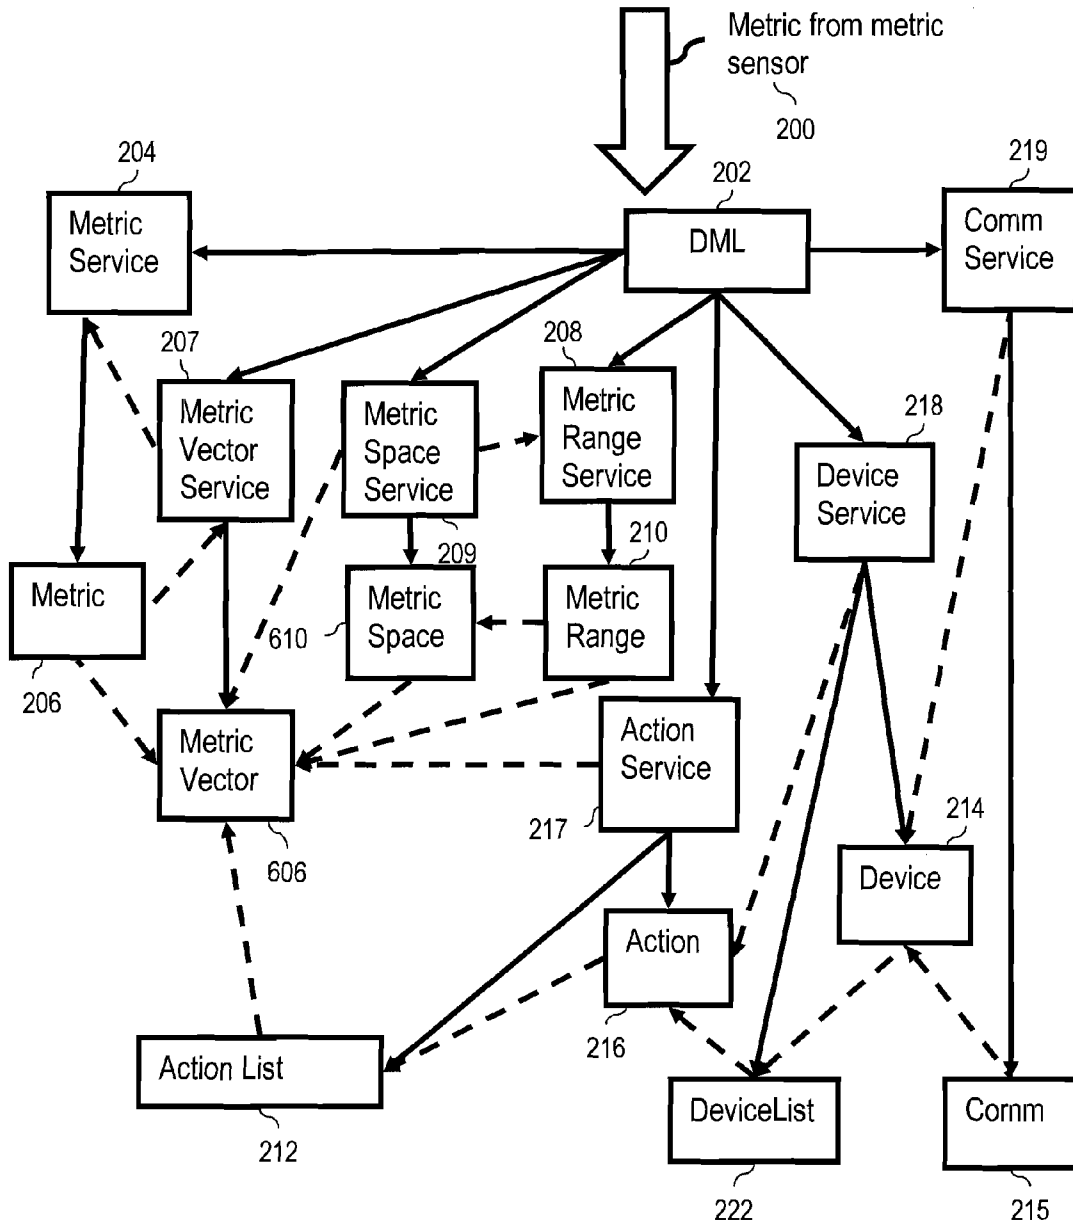 Metric from metric
sensor
200
204
202
219
Metric
Service
DML
Comm
Service
207
208
218
Metric
Vector
Service
Metric
Space
Service
Metric
Range
Service
Device
Service
209
210
Metric
610
Metric
Space
Metric
Range
206
Metric
Vector
Action
Service
217
214
606
Device
Action
216
Action List
DeviceList
Comm
212
222
215